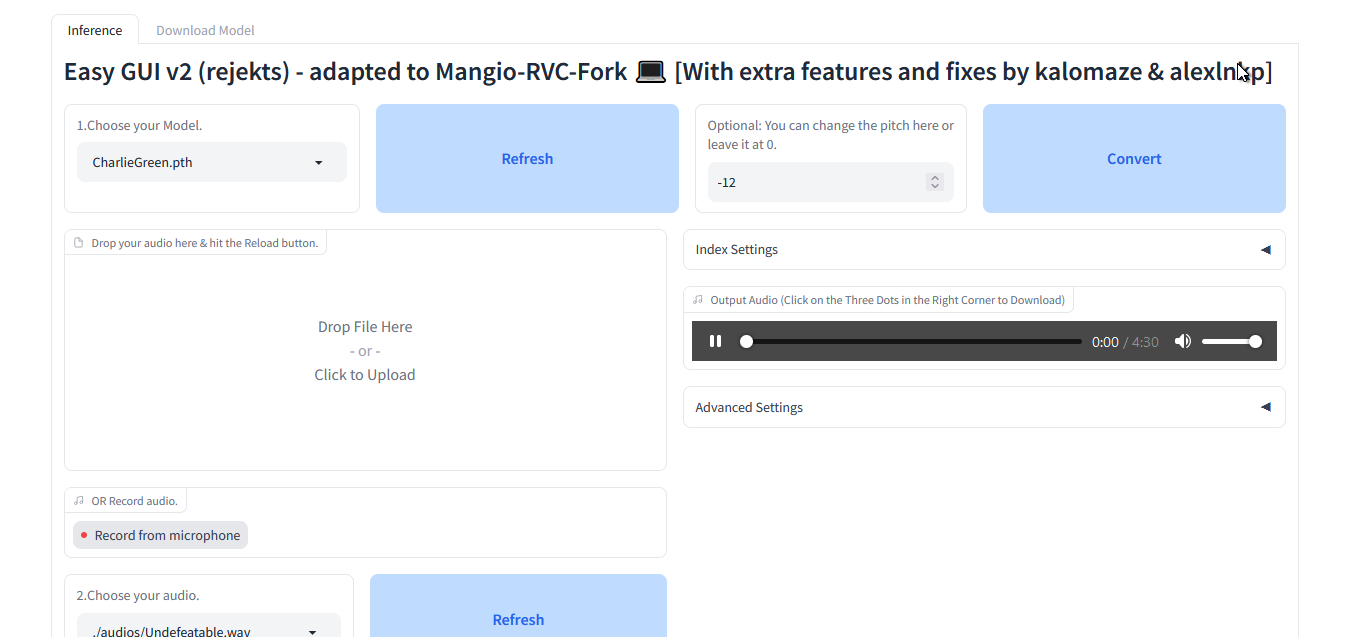 Inference
Download Model
Easy GUI v2 (rejekts) - adapted to Mangio-RVC-Fork 💻 [With extra features and fixes by kalomaze & alexlnkp]
1.Choose your Model.
CharlieGreen.pth
Refresh
Optional: You can change the pitch here or
leave it at 0.
-12
Convert
Drop your audio here & hit the Reload button.
Drop File Here
- or -
Click to Upload
Index Settings
Output Audio (Click on the Three Dots in the Right Corner to Download)
0:00 / 4:30
Advanced Settings
OR Record audio.
Record from microphone
2.Choose your audio.
./audios/Undefeatable.wav
Refresh